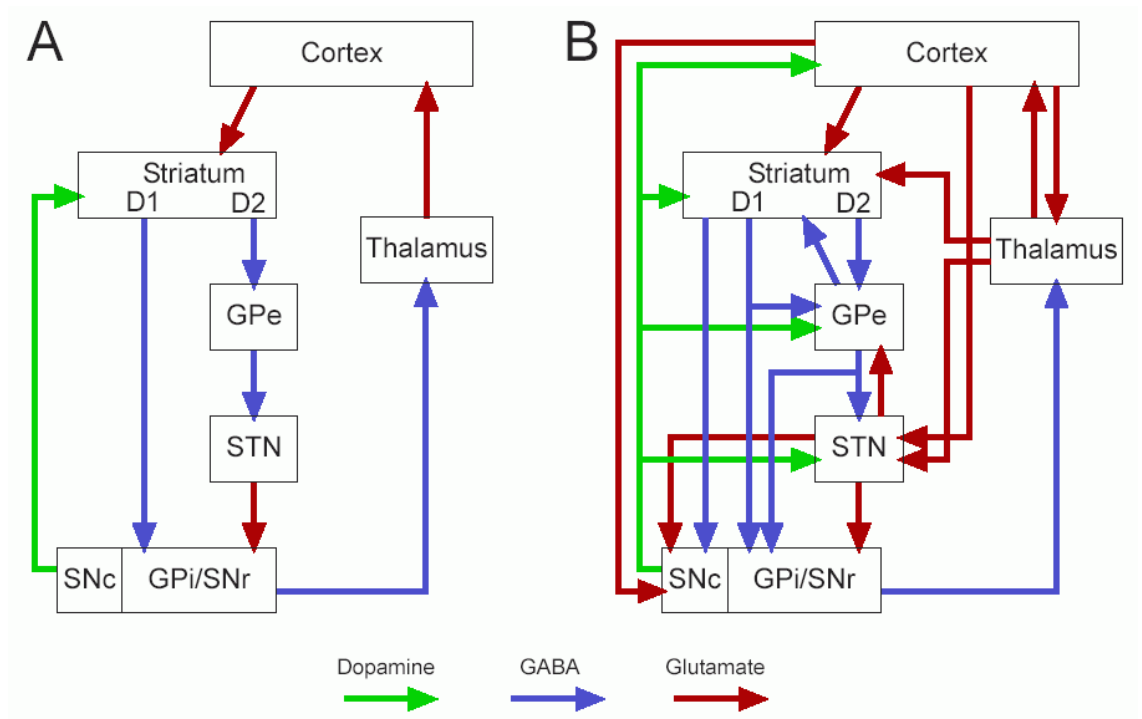 A
Cortex
Striatum
D1 D2
Thalamus
GPe
STN
SNc GPi/SNr
B
Cortex
Striatum
D1 D2
Thalamus
GPe
STN
SNc GPi/SNr
Dopamine GABA Glutamate